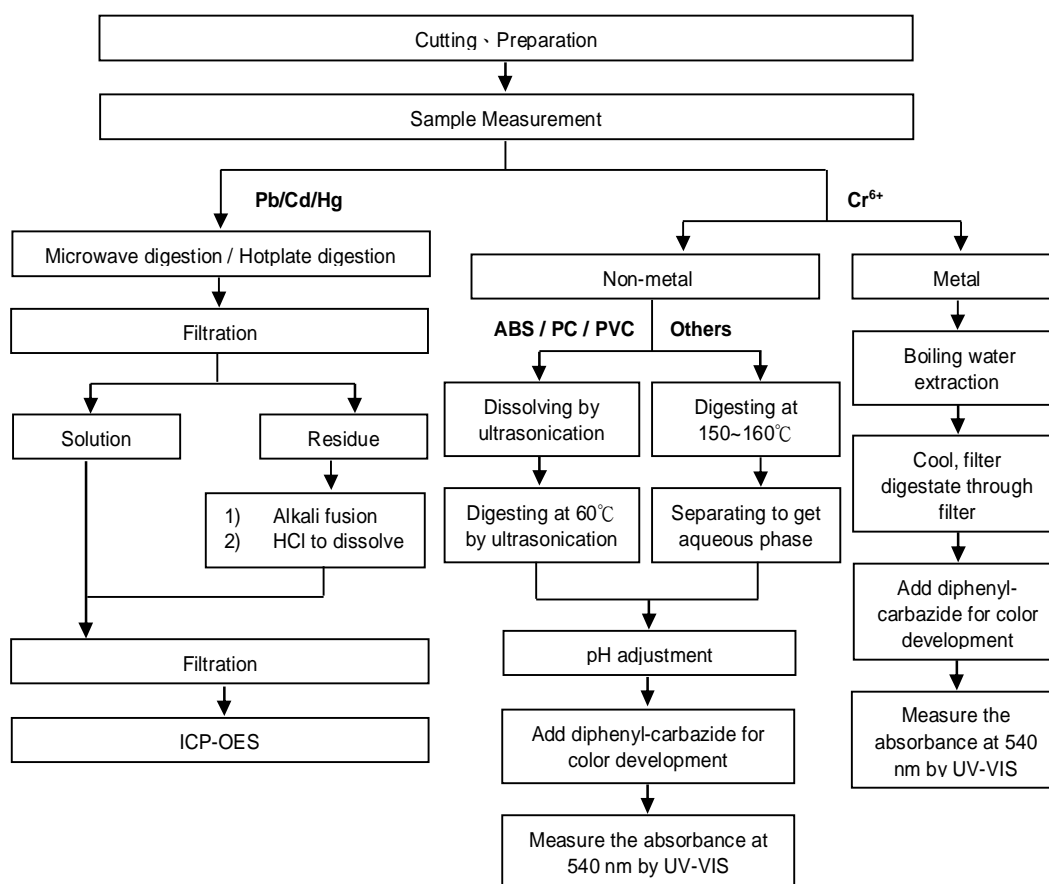 Cutting、Preparation
Sample Measurement
Pb/Cd/Hg
Cr⁶⁺
Microwave digestion / Hotplate digestion
Non-metal
Metal
Filtration
ABS / PC / PVC
Others
Boiling water
extraction
Solution
Residue
Dissolving by
ultrasonication
Digesting at
150~160℃
Cool, filter
digestate through
filter
1) Alkali fusion
2) HCl to dissolve
Digesting at 60℃
by ultrasonication
Separating to get
aqueous phase
Add diphenyl-
carbazide for color
development
Filtration
pH adjustment
Measure the
absorbance at 540
nm by UV-VIS
ICP-OES
Add diphenyl-carbazide for
color development
Measure the absorbance at
540 nm by UV-VIS